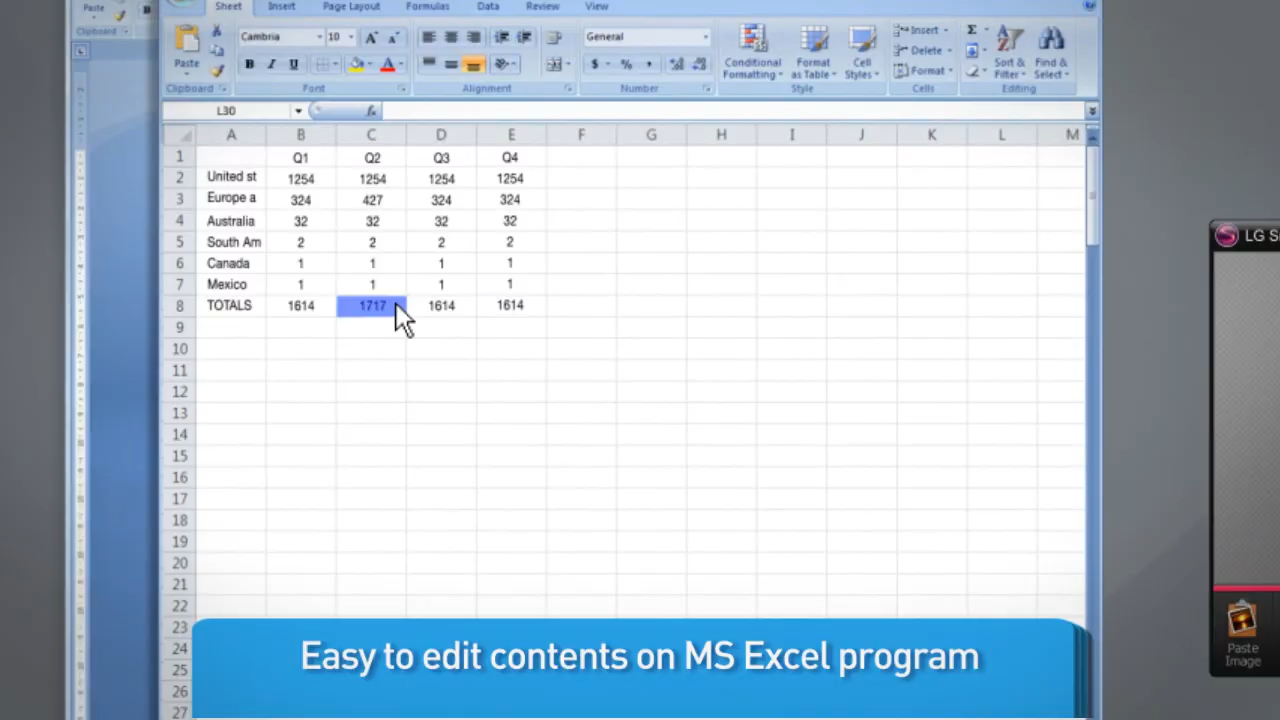 Sheet Insert Page Layout Formulas Data Review View
Paste
Clipboard
Cambria 10 A A
B I U A
General
$ % ,
Paste
Conditional Formatting
Format as Table
Cell Styles
Insert
Delete
Format
Σ
Sort & Filter
Find & Select
Clipboard Font Alignment Number Style Cells Editing
L30 fx
A B C D E F G H I J K L M
1 Q1 Q2 Q3 Q4
2 United st 1254 1254 1254 1254
3 Europe a 324 427 324 324
4 Australia 32 32 32 32
5 South Am 2 2 2 2
6 Canada 1 1 1 1
7 Mexico 1 1 1 1
8 TOTALS 1614 1717 1614 1614
9
10
11
12
13
14
15
16
17
18
19
20
21
22
23
24
25
26
27
Easy to edit contents on MS Excel program
LG S
Paste
Image